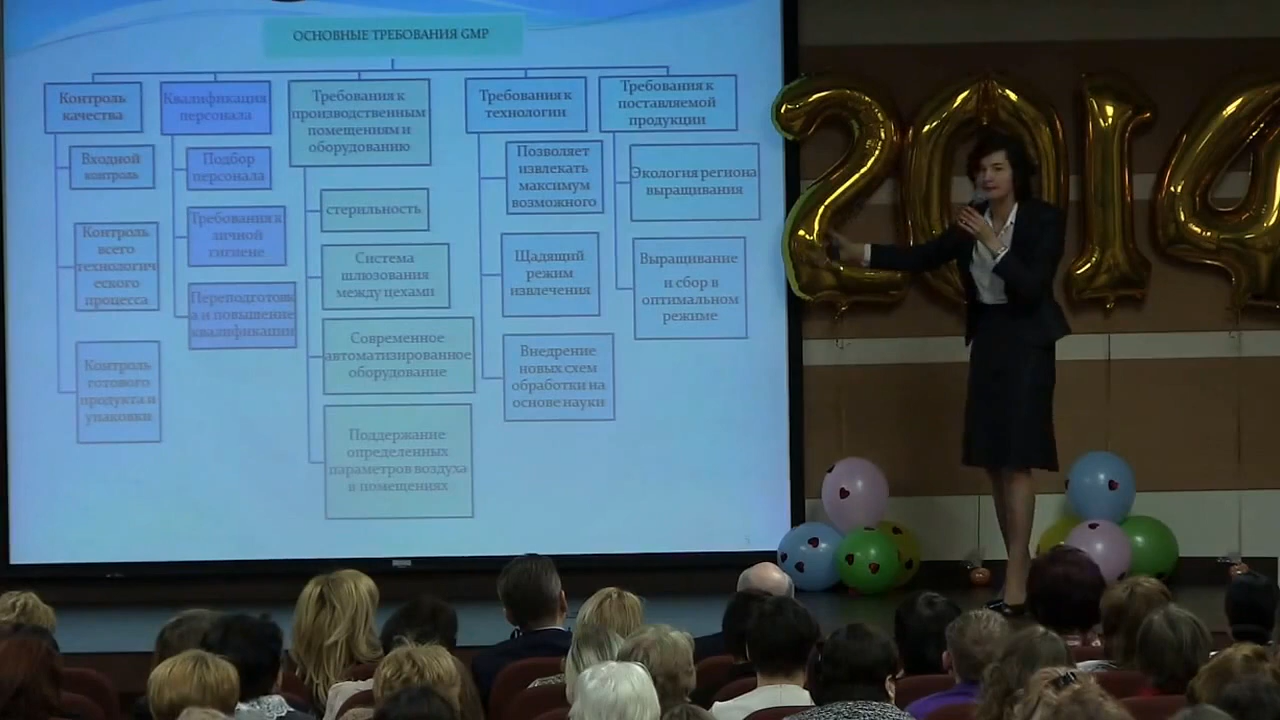 ОСНОВНЫЕ ТРЕБОВАНИЯ GMP
Контроль
качества
Входной
контроль
Контроль
всего
технологич
еского
процесса
Контроль
готового
продукта и
упаковки
Квалификация
персонала
Подбор
персонала
Требования к
личной
гигиене
Переподготовк
а и повышение
квалификации
Требования к
производственным
помещениям и
оборудованию
стерильность
Система
шлюзования
между цехами
Современное
автоматизированное
оборудование
Поддержание
определенных
параметров воздуха
в помещениях
Требования к
технологии
Позволяет
извлекать
максимум
возможного
Щадящий
режим
извлечения
Внедрение
новых схем
обработки на
основе науки
Требования к
поставляемой
продукции
Экология региона
выращивания
Выращивание
и сбор в
оптимальном
режиме
2014